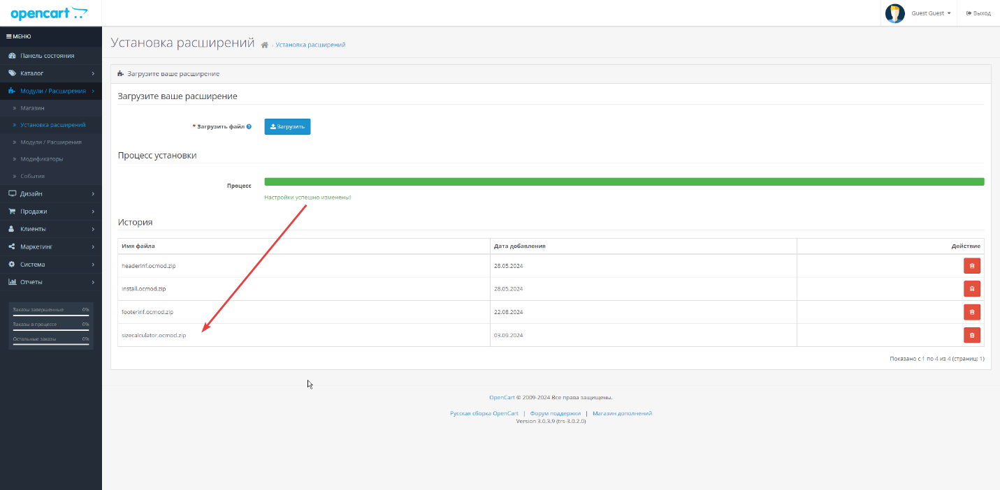 opencart
Guest Guest
Выход
МЕНЮ
Панель состояния
Каталог
Модули / Расширения
Магазин
Установка расширений
Модули / Расширения
Модификаторы
События
Дизайн
Продажи
Клиенты
Маркетинг
Система
Отчеты
Заказы завершенные 0%
Заказы в процессе 0%
Остальные заказы 0%
Установка расширений
Установка расширений
Загрузите ваше расширение
Загрузите ваше расширение
* Загрузить файл
Загрузить
Процесс установки
Процесс
Настройки успешно изменены!
История
Имя файла Дата добавления Действие
headerinf.ocmod.zip 28.05.2024
install.ocmod.zip 28.05.2024
footerinf.ocmod.zip 22.08.2024
sizecalculator.ocmod.zip 03.09.2024
Показано с 1 по 4 из 4 (страниц: 1)
OpenCart © 2009-2024 Все права защищены.
Русская сборка OpenCart | Форум поддержки | Магазин дополнений
Version 3.0.3.9 (trs-3.0.2.0)